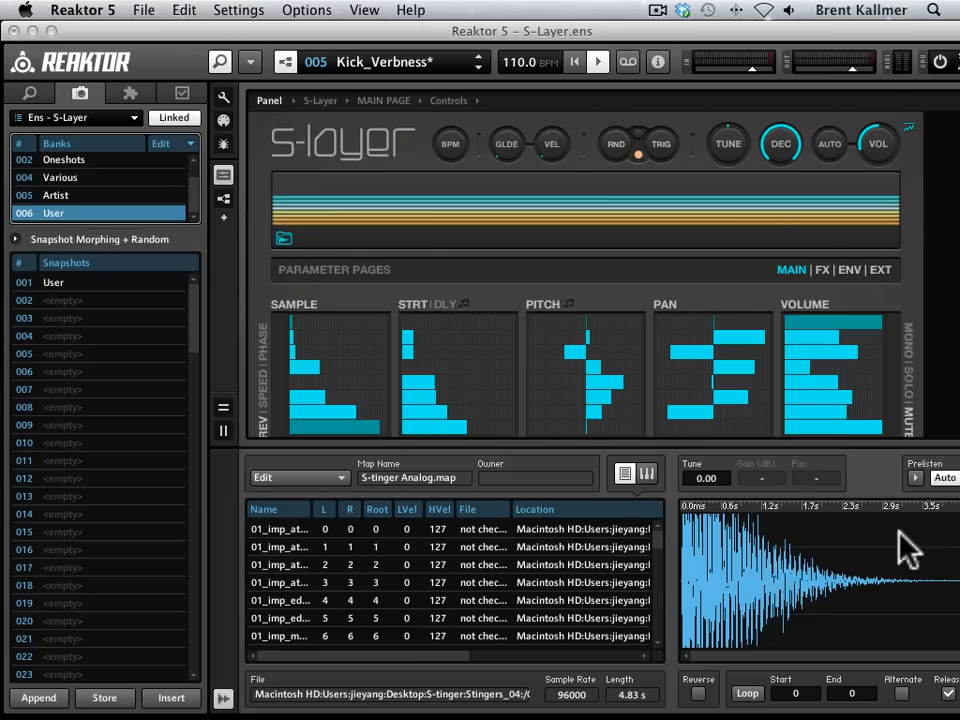 Reaktor 5 File Edit Settings Options View Help Brent Kallmer
Reaktor 5 - S-Layer.ens
REAKTOR 005 Kick_Verbness* 110.0 BPM
Ens - S-Layer Linked
Panel S-Layer MAIN PAGE Controls
# Banks Edit
002 Oneshots
004 Various
005 Artist
006 User
s-layer BPM GLDE VEL RND TRIG TUNE DEC AUTO VOL
Snapshot Morphing + Random
# Snapshots
001 User
002 <empty>
003 <empty>
004 <empty>
005 <empty>
006 <empty>
007 <empty>
008 <empty>
009 <empty>
010 <empty>
011 <empty>
012 <empty>
013 <empty>
014 <empty>
015 <empty>
016 <empty>
017 <empty>
018 <empty>
019 <empty>
020 <empty>
021 <empty>
022 <empty>
023 <empty>
Append Store Insert
PARAMETER PAGES MAIN | FX | ENV | EXT
SAMPLE STRT | DLY PITCH PAN VOLUME
REV | SPEED | PHASE
MONO | SOLO | MUTE
Map Name Owner Tune Gain (dB) Pan Prelisten
Edit S-tinger Analog.map 0.00 - - Auto
Name L R Root LVel HVel File Location
01_imp_at... 0 0 0 0 127 not chec... Macintosh HD:Users:jieyang:
01_imp_at... 1 1 1 0 127 not chec... Macintosh HD:Users:jieyang:
01_imp_at... 2 2 2 0 127 not chec... Macintosh HD:Users:jieyang:
01_imp_at... 3 3 3 0 127 not chec... Macintosh HD:Users:jieyang:
01_imp_ed... 4 4 4 0 127 not chec... Macintosh HD:Users:jieyang:
01_imp_ed... 5 5 5 0 127 not chec... Macintosh HD:Users:jieyang:
01_imp_m... 6 6 6 0 127 not chec... Macintosh HD:Users:jieyang:
0.0ms 0.6s 1.2s 1.7s 2.3s 2.9s 3.5s
File Sample Rate Length Reverse Start End Alternate Releas
Macintosh HD:Users:jieyang:Desktop:S-tinger:Stingers_04: 96000 4.83 s Loop 0 0